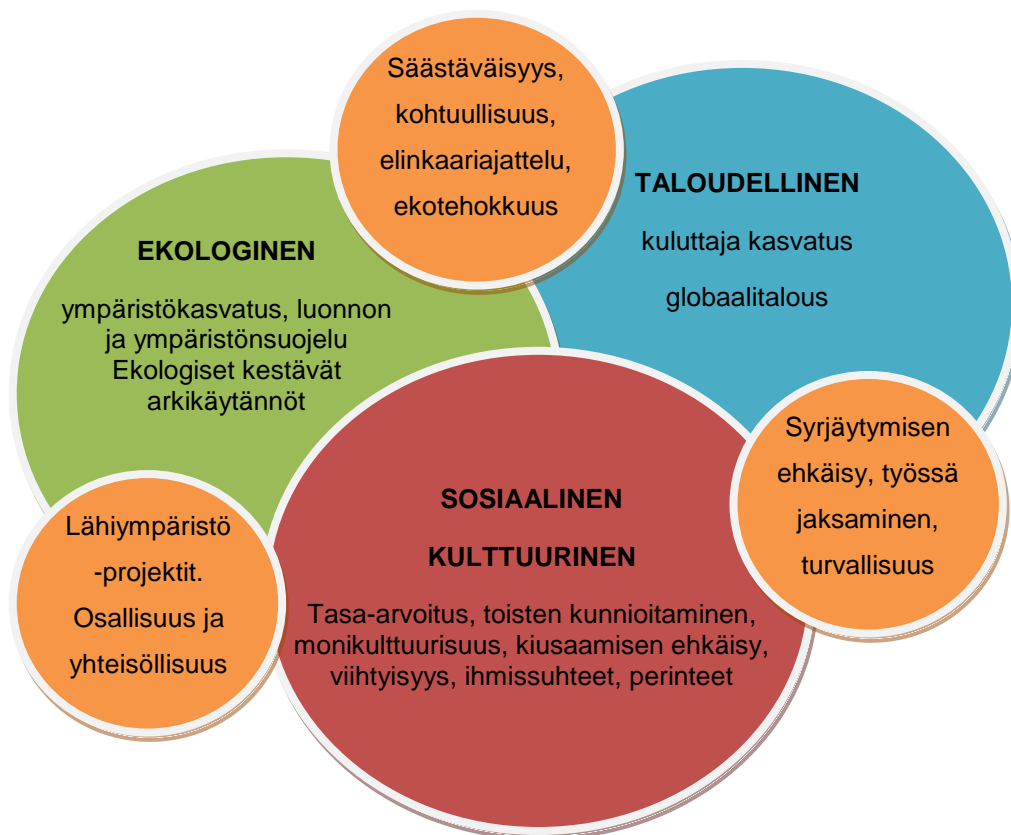 Säästäväisyys,
kohtuullisuus,
elinkaariajattelu,
ekotehokkuus
TALOUDELLINEN
kuluttaja kasvatus
globaalitalous
EKOLOGINEN
ympäristökasvatus, luonnon
ja ympäristönsuojelu
Ekologiset kestävät
arkikäytännöt
Syrjäytymisen
ehkäisy, työssä
jaksaminen,
turvallisuus
SOSIAALINEN
KULTTUURINEN
Tasa-arvoitus, toisten kunnioitaminen,
monikulttuurisuus, kiusaamisen ehkäisy,
viihtyisyys, ihmissuhteet, perinteet
Lähiympäristö
-projektit.
Osallisuus ja
yhteisöllisuus